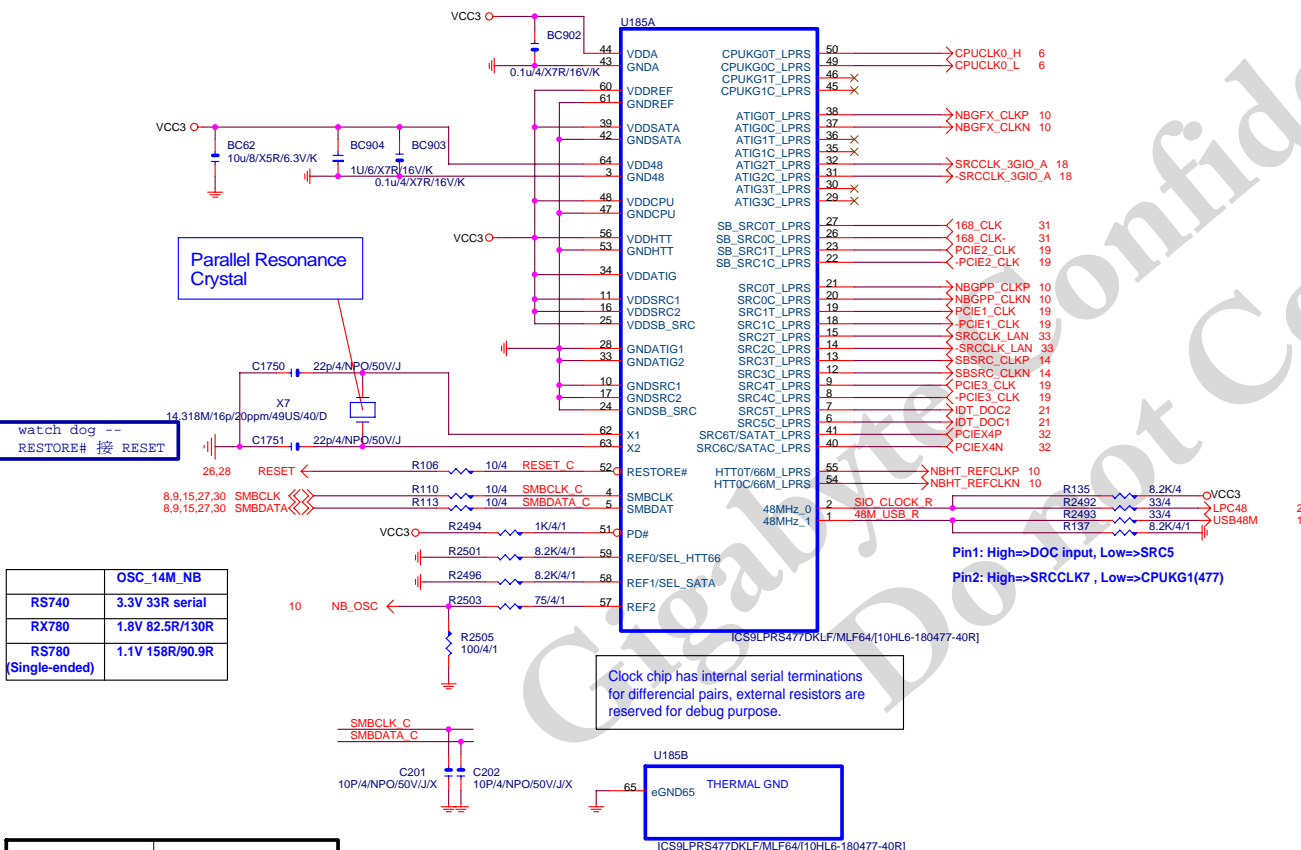 VCC3
U185A
BC902
0.1u/4/X7R/16V/K
44 VDDA
43 GNDA
60 VDDREF
61 GNDREF
39 VDDSATA
42 GNDSATA
64 VDD48
3 GND48
48 VDDCPU
47 GNDCPU
56 VDDHTT
53 GNDHTT
34 VDDATIG
11 VDDSRC1
16 VDDSRC2
25 VDDSB_SRC
28 GNDATIG1
33 GNDATIG2
10 GNDSRC1
17 GNDSRC2
24 GNDSB_SRC
62 X1
63 X2
52 RESTORE#
4 SMBCLK
5 SMBDAT
51 PD#
59 REF0/SEL_HTT66
58 REF1/SEL_SATA
57 REF2
CPUKG0T_LPRS 50 CPUCLK0_H 6
CPUKG0C_LPRS 49 CPUCLK0_L 6
CPUKG1T_LPRS 46
CPUKG1C_LPRS 45
ATIG0T_LPRS 38 NBGFX_CLKP 10
ATIG0C_LPRS 37 NBGFX_CLKN 10
ATIG1T_LPRS 36
ATIG1C_LPRS 35
ATIG2T_LPRS 32 SRCCLK_3GIO_A 18
ATIG2C_LPRS 31 -SRCCLK_3GIO_A 18
ATIG3T_LPRS 30
ATIG3C_LPRS 29
SB_SRC0T_LPRS 27 168_CLK 31
SB_SRC0C_LPRS 26 168_CLK- 31
SB_SRC1T_LPRS 23 PCIE2_CLK 19
SB_SRC1C_LPRS 22 -PCIE2_CLK 19
SRC0T_LPRS 21 NBGPP_CLKP 10
SRC0C_LPRS 20 NBGPP_CLKN 10
SRC1T_LPRS 19 PCIE1_CLK 19
SRC1C_LPRS 18 -PCIE1_CLK 19
SRC2T_LPRS 15 SRCCLK_LAN 33
SRC2C_LPRS 14 -SRCCLK_LAN 33
SRC3T_LPRS 13 SBSRC_CLKP 14
SRC3C_LPRS 12 SBSRC_CLKN 14
SRC4T_LPRS 9 PCIE3_CLK 19
SRC4C_LPRS 8 -PCIE3_CLK 19
SRC5T_LPRS 7 IDT_DOC2 21
SRC5C_LPRS 6 IDT_DOC1 21
SRC6T/SATAT_LPRS 41 PCIEX4P 32
SRC6C/SATAC_LPRS 40 PCIEX4N 32
HTT0T/66M_LPRS 55 NBHT_REFCLKP 10
HTT0C/66M_LPRS 54 NBHT_REFCLKN 10
48MHz_0 2 SIO_CLOCK_R
48MHz_1 1 48M_USB_R
R135 8.2K/4 VCC3
R2492 33/4 LPC48 2
R2493 33/4 USB48M 1
R137 8.2K/4/1
Pin1: High=>DOC input, Low=>SRC5
Pin2: High=>SRCCLK7 , Low=>CPUKG1(477)
ICS9LPRS477DKLF/MLF64/[10HL6-180477-40R]
VCC3
BC62
10u/8/X5R/6.3V/K
BC904
1U/6/X7R/16V/K
BC903
0.1u/4/X7R/16V/K
VCC3
Parallel Resonance
Crystal
C1750 22p/4/NPO/50V/J
X7
14.318M/16p/20ppm/49US/40/D
C1751 22p/4/NPO/50V/J
watch dog --
RESTORE# 接 RESET
26,28 RESET R106 10/4 RESET_C
8,9,15,27,30 SMBCLK R110 10/4 SMBCLK_C
8,9,15,27,30 SMBDATA R113 10/4 SMBDATA_C
VCC3 R2494 1K/4/1
R2501 8.2K/4/1
R2496 8.2K/4/1
10 NB_OSC R2503 75/4/1
R2505
100/4/1
OSC_14M_NB
RS740 3.3V 33R serial
RX780 1.8V 82.5R/130R
RS780 1.1V 158R/90.9R
(Single-ended)
Clock chip has internal serial terminations
for differencial pairs, external resistors are
reserved for debug purpose.
SMBCLK_C
SMBDATA_C
C201 C202
10P/4/NPO/50V/J/X 10P/4/NPO/50V/J/X
U185B
65 eGND65 THERMAL GND
ICS9LPRS477DKLF/MLF64/[10HL6-180477-40R]
Gigabyte Confide
Do not Co